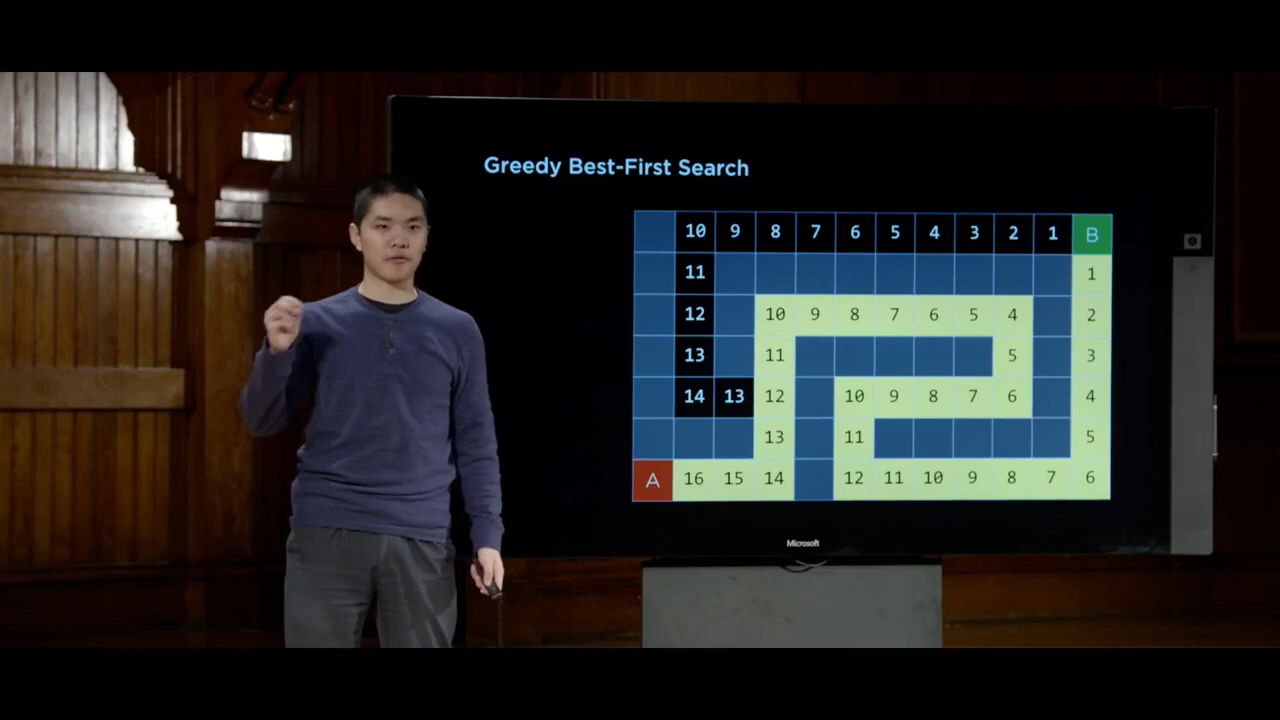 Greedy Best-First Search
10 9 8 7 6 5 4 3 2 1 B
11 1
12 10 9 8 7 6 5 4 2
13 11 5 3
14 13 12 10 9 8 7 6 4
13 11 5
A 16 15 14 12 11 10 9 8 7 6
Microsoft